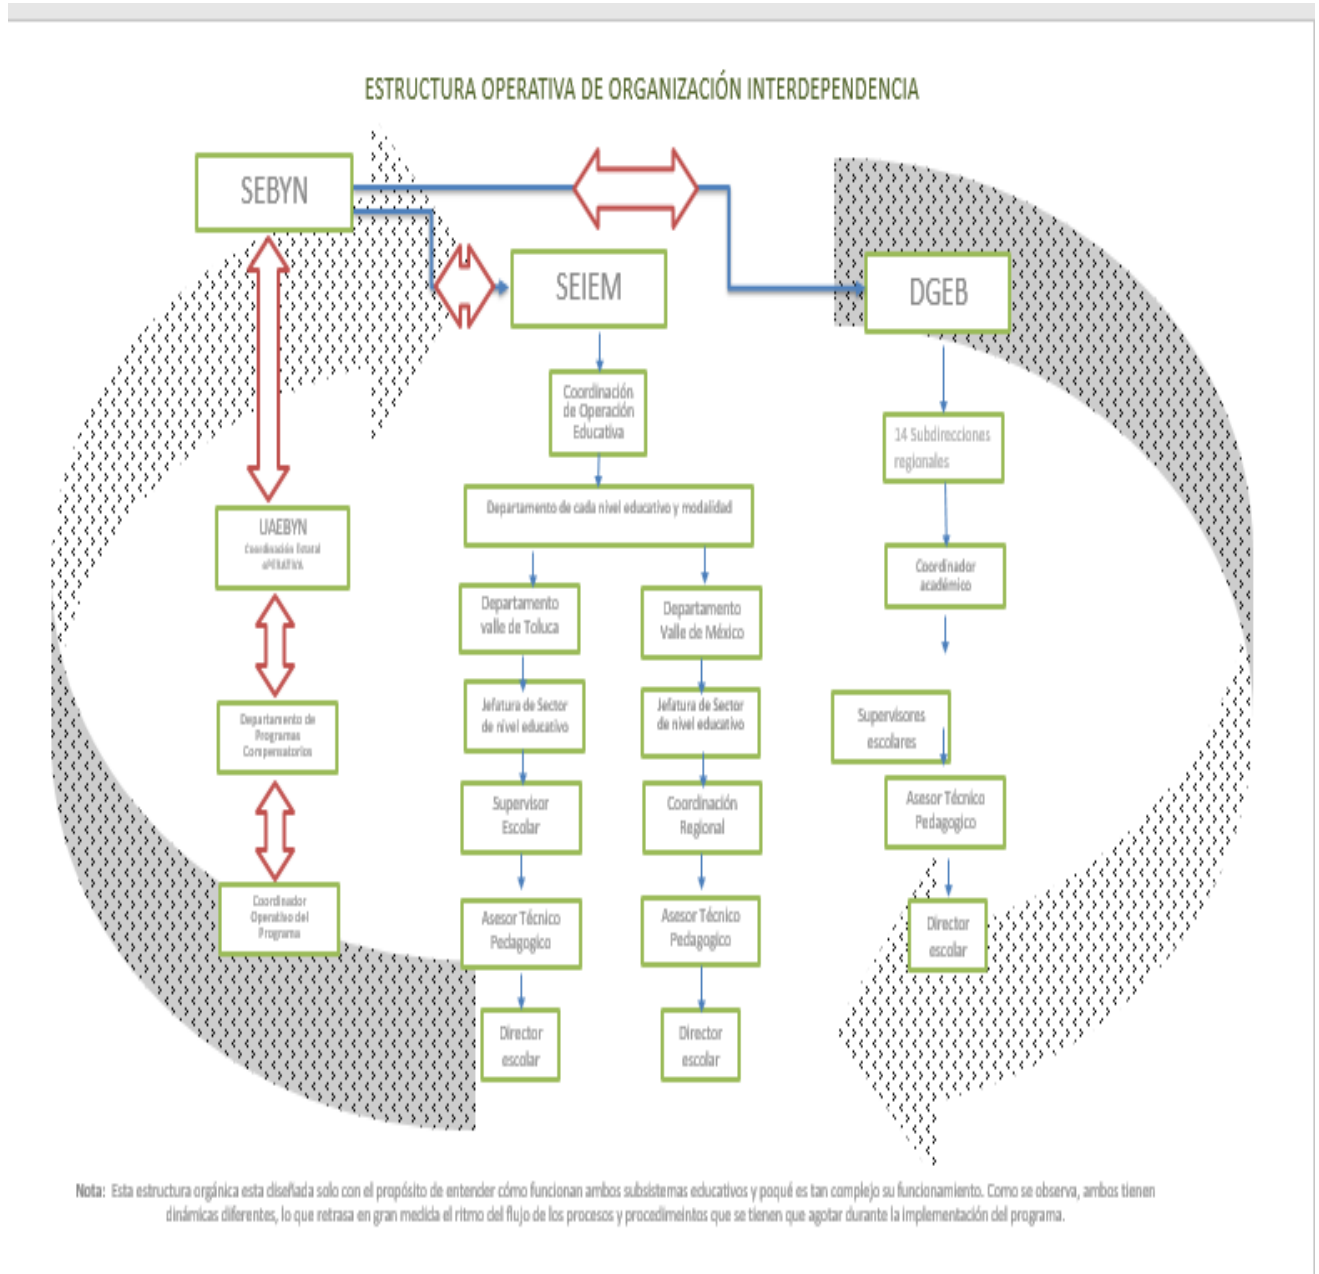 ESTRUCTURA OPERATIVA DE ORGANIZACIÓN INTERDEPENDENCIA
SEBYN
SEIEM
DGEB
Coordinación
de Operación
Educativa
14 Subdirecciones
regionales
Departamento de cada nivel educativo y modalidad
UAEBYN
Coordinación Estatal
Coordinador
académico
Departamento
valle de Toluca
Departamento
Valle de México
Jefatura de Sector
de nivel educativo
Jefatura de Sector
de nivel educativo
Supervisores
escolares
Departamento de
Programas
Compensatorios
Supervisor
Escolar
Coordinación
Regional
Asesor Técnico
Pedagogico
Coordinador
Operativo del
Programa
Asesor Técnico
Pedagogico
Asesor Técnico
Pedagogico
Director
escolar
Director
escolar
Director
escolar
Nota: Esta estructura orgánica esta diseñada solo con el propósito de entender cómo funcionan ambos subsistemas educativos y poqué es tan complejo su funcionamiento. Como se observa, ambos tienen
dinámicas diferentes, lo que retrasa en gran medida el ritmo del flujo de los procesos y procedimeintos que se tienen que agotar durante la implementación del programa.